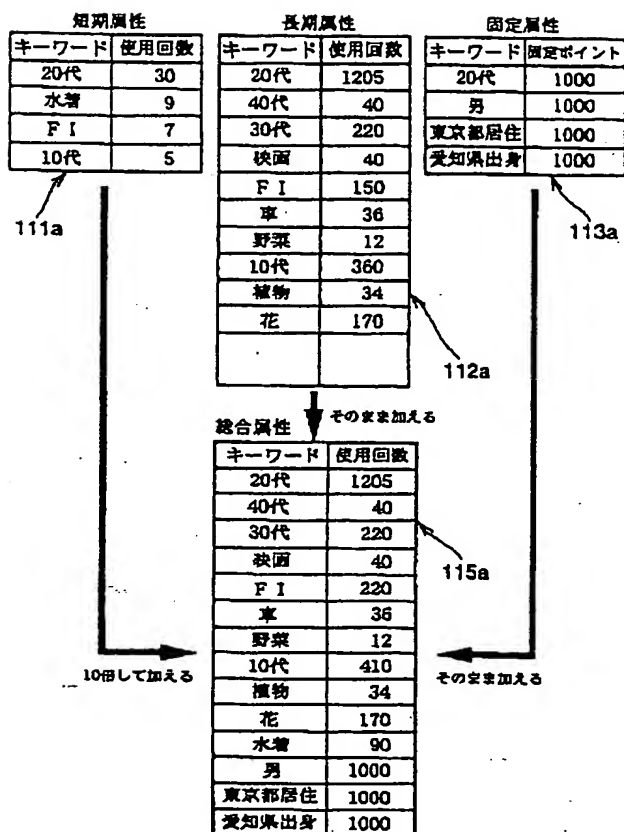 短期属性
キーワード 使用回数
20代 30
水着 9
F I 7
10代 5
111a
長期属性
キーワード 使用回数
20代 1205
40代 40
30代 220
映画 40
F I 150
車 36
野菜 12
10代 360
植物 34
花 170
112a
固定属性
キーワード 固定ポイント
20代 1000
男 1000
東京都居住 1000
愛知県出身 1000
113a
そのまま加える
総合属性
キーワード 使用回数
20代 1205
40代 40
30代 220
映画 40
F I 220
車 36
野菜 12
10代 410
植物 34
花 170
水着 90
男 1000
東京都居住 1000
愛知県出身 1000
115a
10倍して加える
そのまま加える